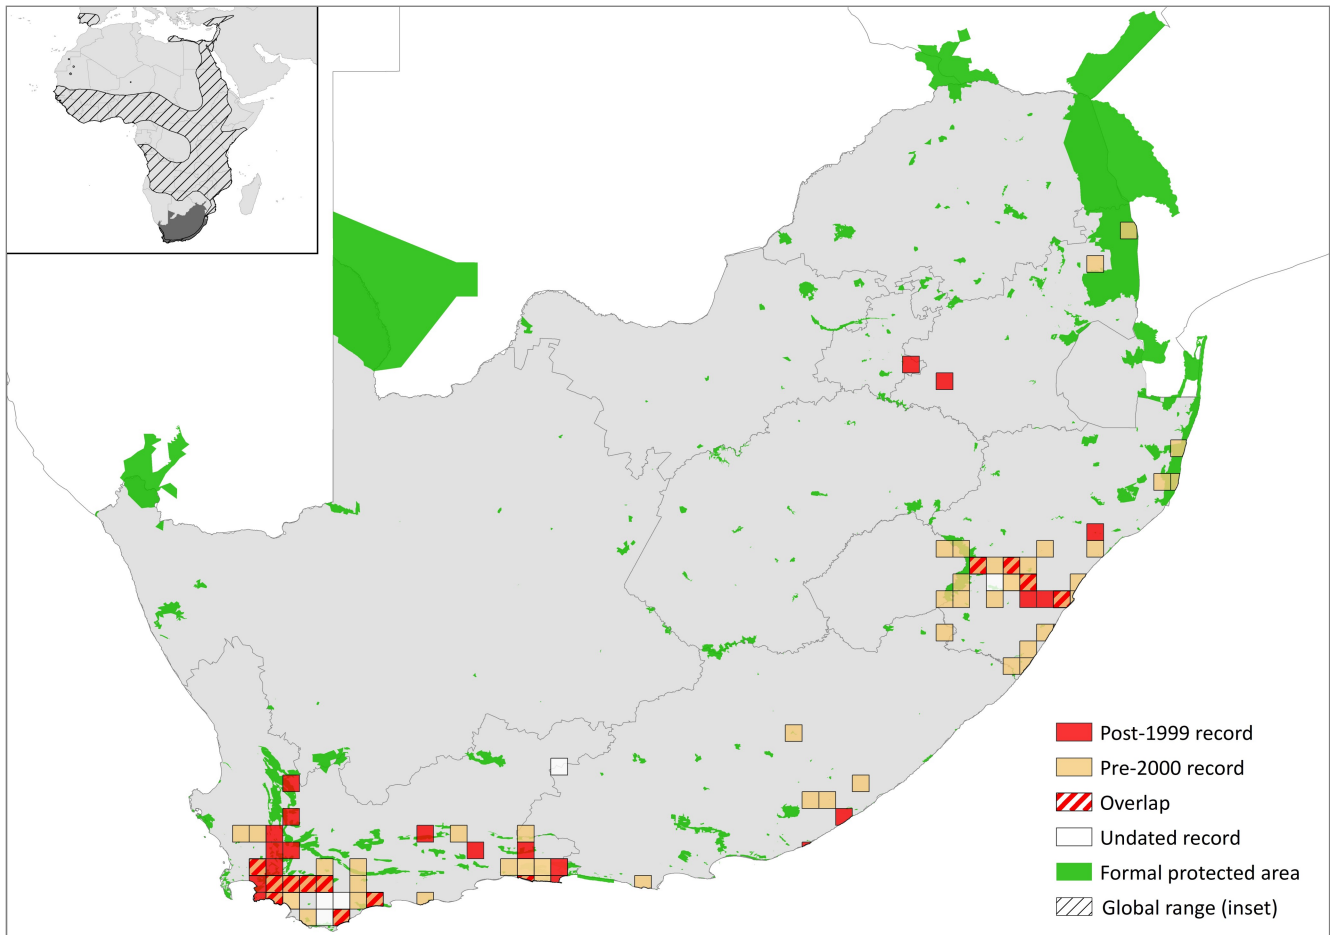 Post-1999 record
Pre-2000 record
Overlap
Undated record
Formal protected area
Global range (inset)